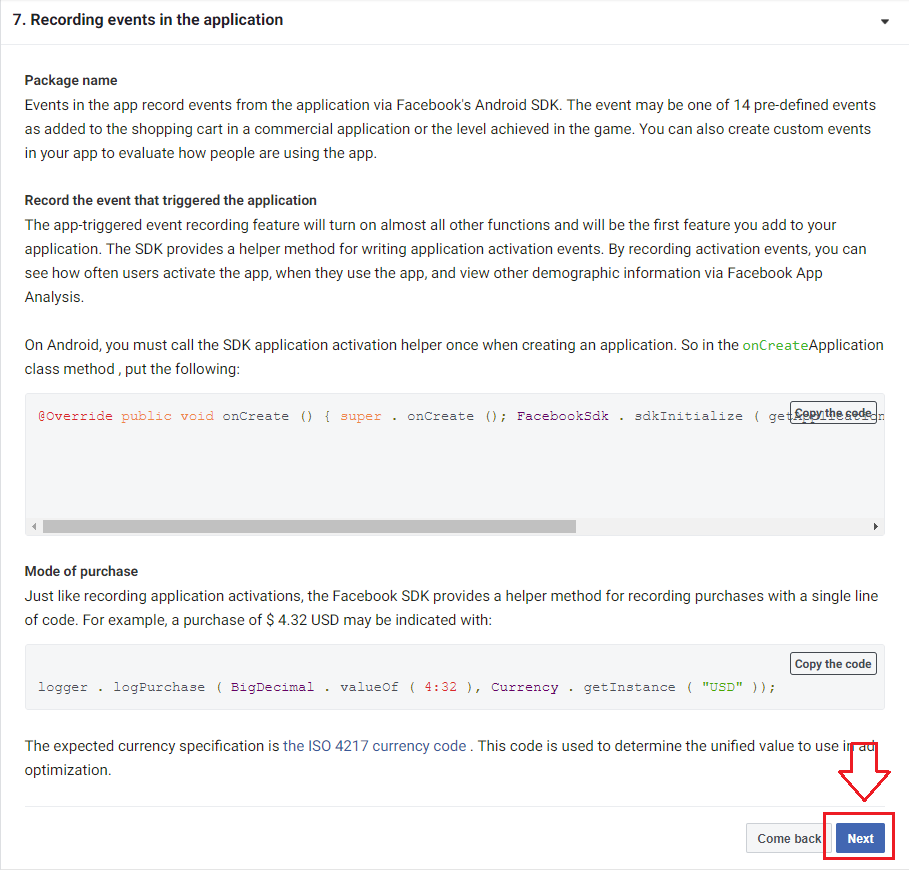 7. Recording events in the application
Package name
Events in the app record events from the application via Facebook's Android SDK. The event may be one of 14 pre-defined events
as added to the shopping cart in a commercial application or the level achieved in the game. You can also create custom events
in your app to evaluate how people are using the app.
Record the event that triggered the application
The app-triggered event recording feature will turn on almost all other functions and will be the first feature you add to your
application. The SDK provides a helper method for writing application activation events. By recording activation events, you can
see how often users activate the app, when they use the app, and view other demographic information via Facebook App
Analysis.
On Android, you must call the SDK application activation helper once when creating an application. So in the onCreateApplication
class method , put the following:
Copy the code
@Override public void onCreate () { super . onCreate (); FacebookSdk . sdkInitialize ( getApplication
Mode of purchase
Just like recording application activations, the Facebook SDK provides a helper method for recording purchases with a single line
of code. For example, a purchase of $ 4.32 USD may be indicated with:
Copy the code
logger . logPurchase ( BigDecimal . valueOf ( 4:32 ), Currency . getInstance ( "USD" ));
The expected currency specification is the ISO 4217 currency code . This code is used to determine the unified value to use in ad
optimization.
Come back
Next